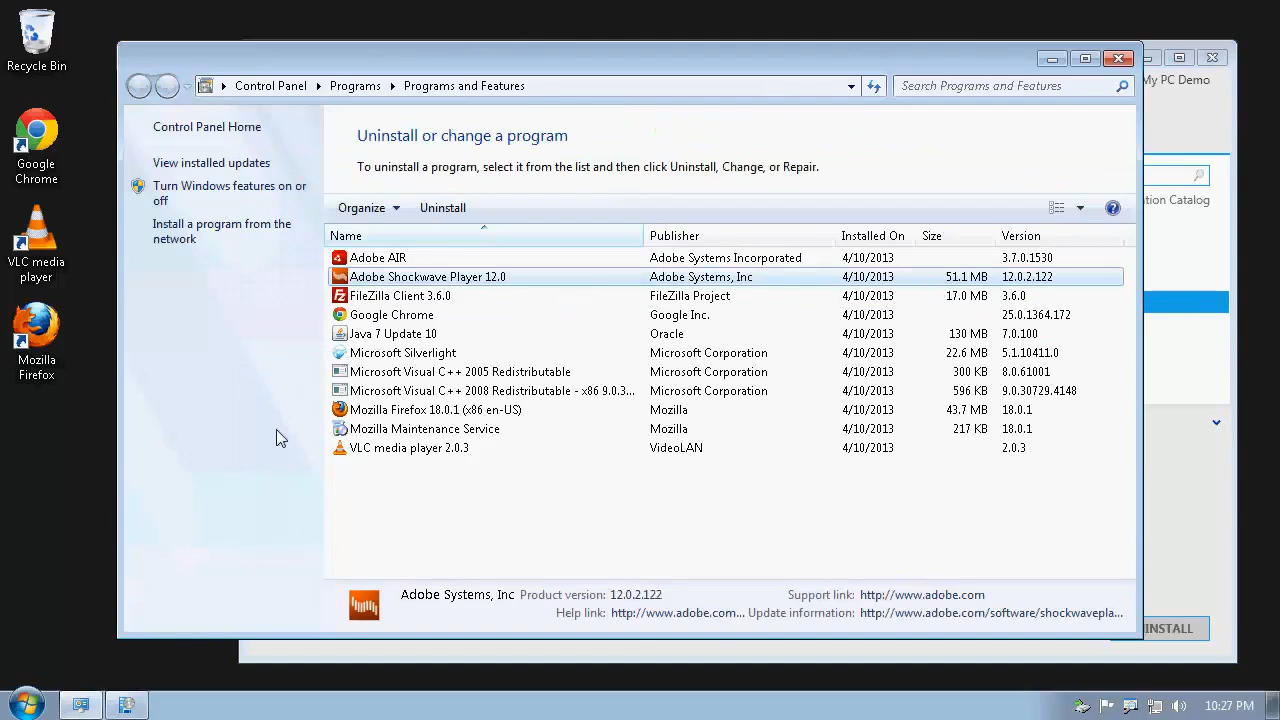 Recycle Bin
Google
Chrome
VLC media
player
Mozilla
Firefox
Control Panel Programs Programs and Features
Search Programs and Features
My PC Demo
Control Panel Home
View installed updates
Turn Windows features on or
off
Install a program from the
network
Uninstall or change a program
To uninstall a program, select it from the list and then click Uninstall, Change, or Repair.
Organize Uninstall
Name Publisher Installed On Size Version
Adobe AIR Adobe Systems Incorporated 4/10/2013 3.7.0.1530
Adobe Shockwave Player 12.0 Adobe Systems, Inc 4/10/2013 51.1 MB 12.0.2.122
FileZilla Client 3.6.0 FileZilla Project 4/10/2013 17.0 MB 3.6.0
Google Chrome Google Inc. 4/10/2013 25.0.1364.172
Java 7 Update 10 Oracle 4/10/2013 130 MB 7.0.100
Microsoft Silverlight Microsoft Corporation 4/10/2013 22.6 MB 5.1.10411.0
Microsoft Visual C++ 2005 Redistributable Microsoft Corporation 4/10/2013 300 KB 8.0.61001
Microsoft Visual C++ 2008 Redistributable - x86 9.0.3... Microsoft Corporation 4/10/2013 596 KB 9.0.30729.4148
Mozilla Firefox 18.0.1 (x86 en-US) Mozilla 4/10/2013 43.7 MB 18.0.1
Mozilla Maintenance Service Mozilla 4/10/2013 217 KB 18.0.1
VLC media player 2.0.3 VideoLAN 4/10/2013 2.0.3
Adobe Systems, Inc Product version: 12.0.2.122 Support link: http://www.adobe.com
Help link: http://www.adobe.com... Update information: http://www.adobe.com/software/shockwavepla...
tion Catalog
INSTALL
10:27 PM